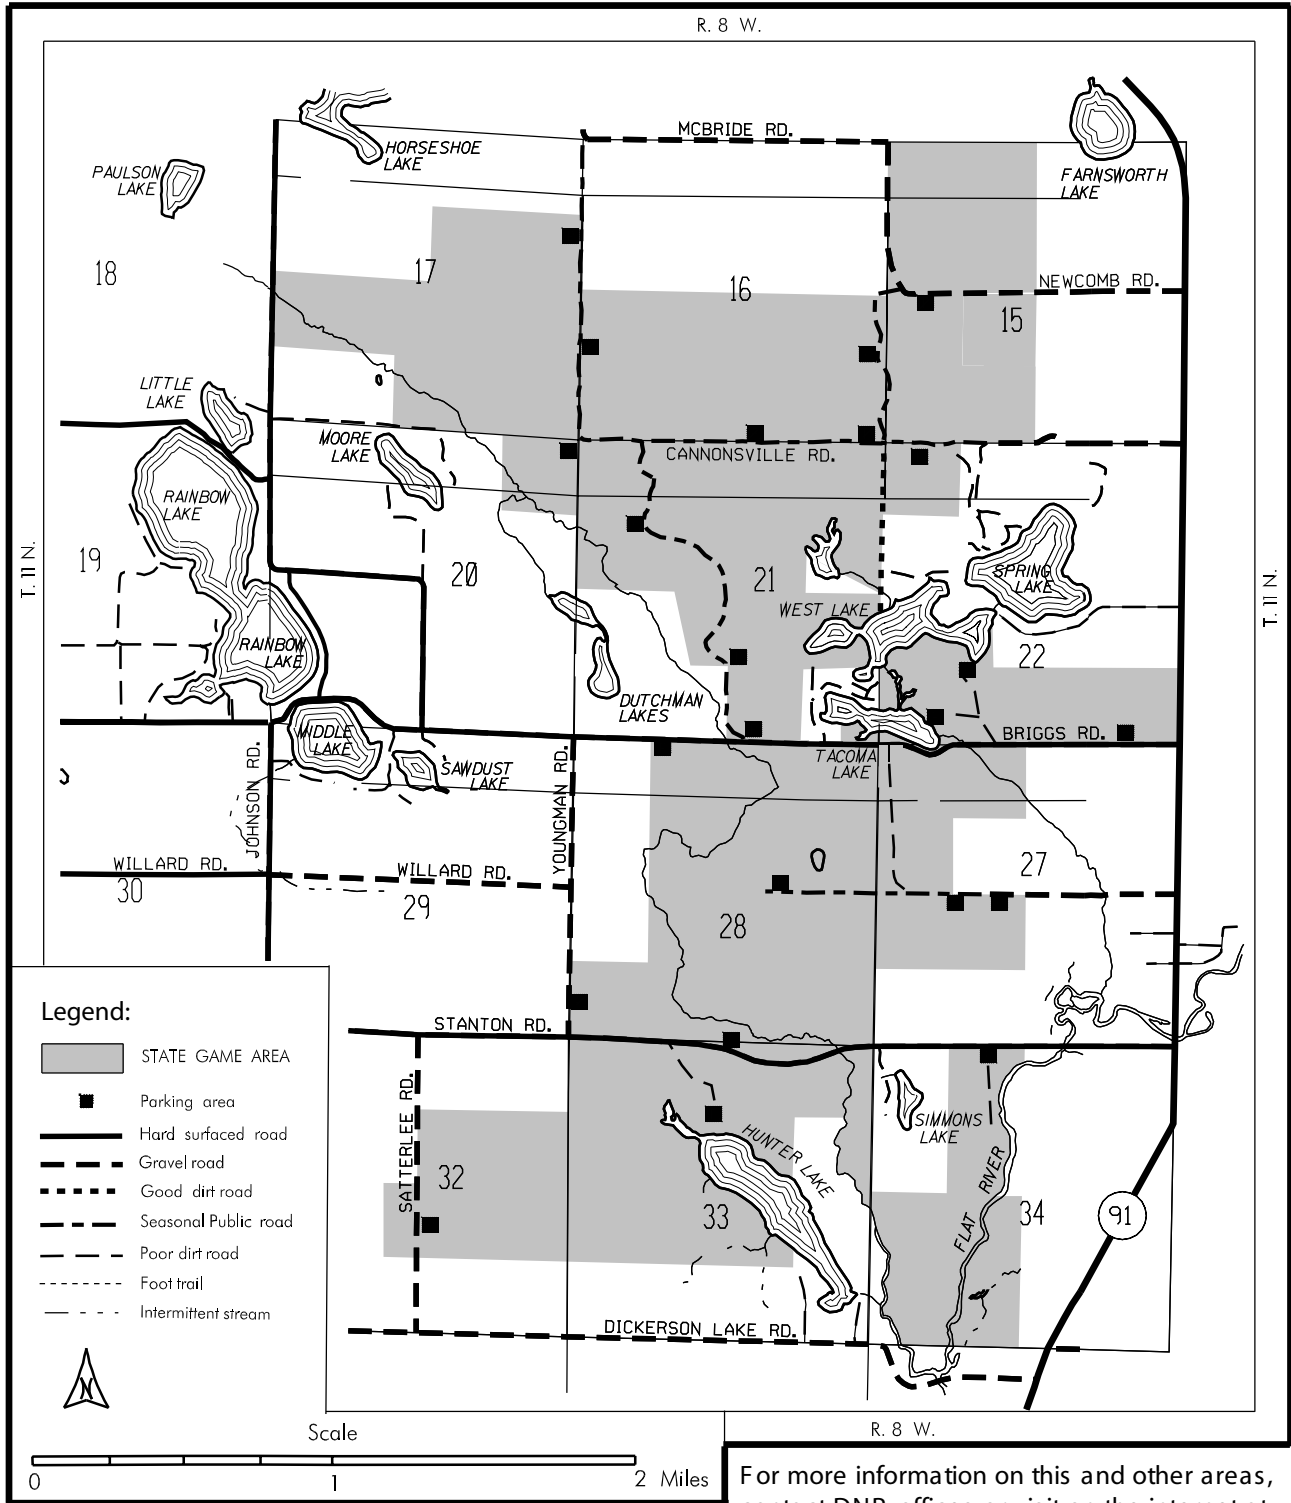 R. 8 W.
MCBRIDE RD.
HORSESHOE
LAKE
PAULSON
LAKE
FARNSWORTH
LAKE
18
17
16
NEWCOMB RD.
15
LITTLE
LAKE
MOORE
LAKE
CANNONSVILLE RD.
RAINBOW
LAKE
T. 11 N.
19
20
21
SPRING
LAKE
T. 11 N.
WEST LAKE
RAINBOW
LAKE
22
DUTCHMAN
LAKES
MIDDLE
LAKE
BRIGGS RD.
TACOMA
LAKE
SAWDUST
LAKE
JOHNSON RD.
YOUNGMAN RD.
WILLARD RD.
WILLARD RD.
27
30
29
28
Legend:
STATE GAME AREA
Parking area
Hard surfaced road
Gravel road
Good dirt road
Seasonal Public road
Poor dirt road
Foot trail
Intermittent stream
N
STANTON RD.
SATTERLEE RD.
SIMMONS
LAKE
HUNTER LAKE
32
33
FLAT RIVER
34
91
DICKERSON LAKE RD.
R. 8 W.
Scale
0 1 2 Miles
For more information on this and other areas,